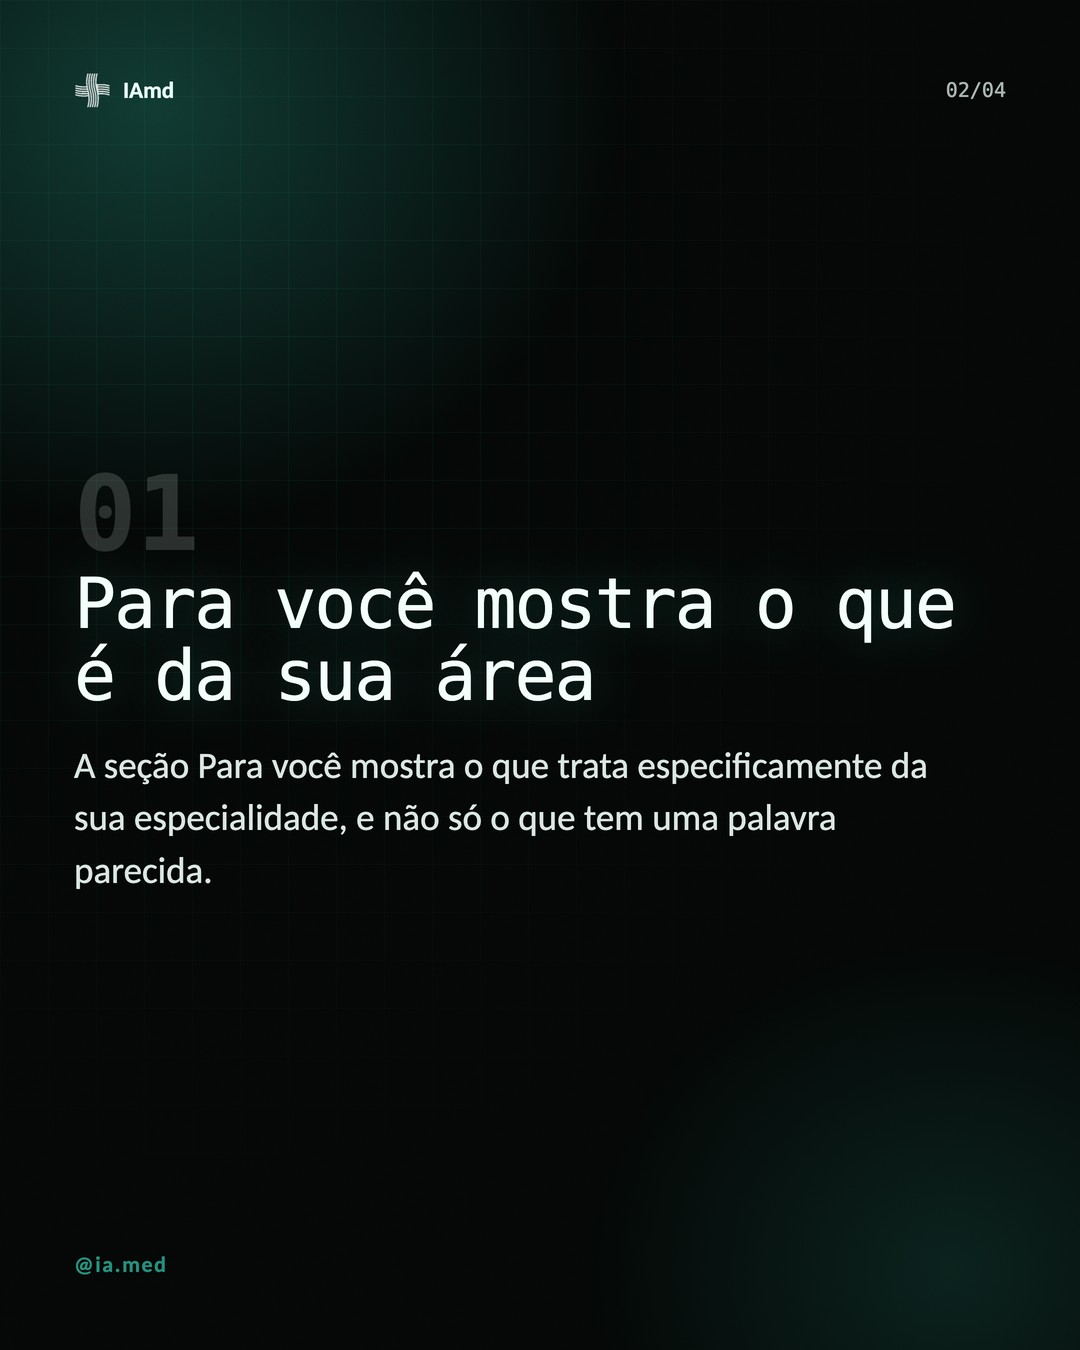 IAmd
02/04
01
Para você mostra o que
é da sua área
A seção Para você mostra o que trata especificamente da
sua especialidade, e não só o que tem uma palavra
parecida.
@ia.med